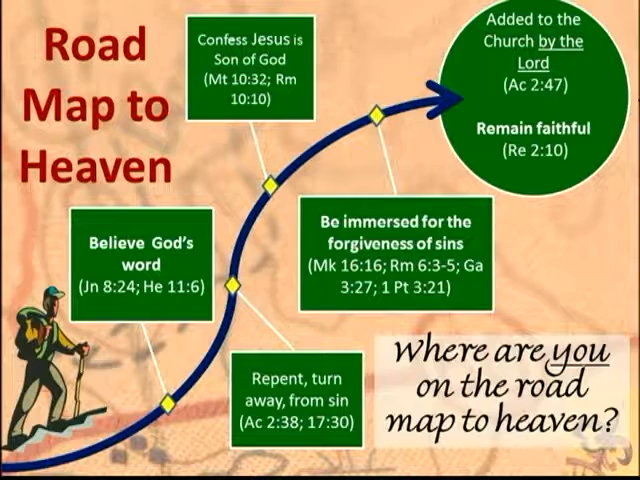 Road
Map to
Heaven
Confess Jesus is
Son of God
(Mt 10:32; Rm
10:10)
Added to the
Church by the
Lord
(Ac 2:47)
Remain faithful
(Re 2:10)
Believe God's
word
(Jn 8:24; He 11:6)
Be immersed for the
forgiveness of sins
(Mk 16:16; Rm 6:3-5; Ga
3:27; 1 Pt 3:21)
Repent, turn
away, from sin
(Ac 2:38; 17:30)
Where are you
on the road
map to heaven?